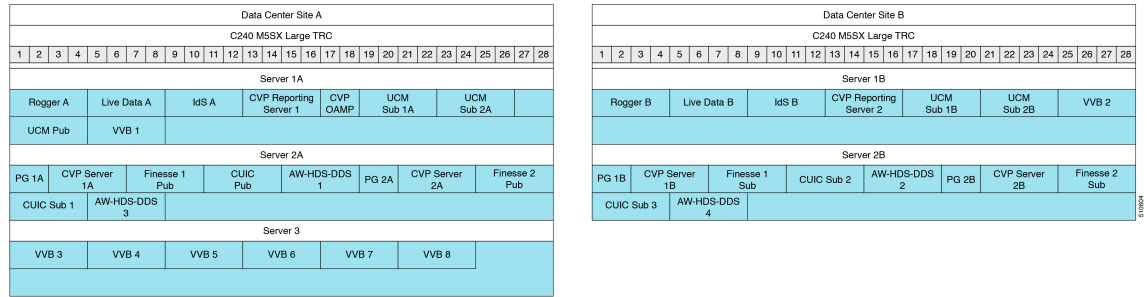 Data Center Site A
C240 M5SX Large TRC
1 2 3 4 5 6 7 8 9 10 11 12 13 14 15 16 17 18 19 20 21 22 23 24 25 26 27 28
Server 1A
Rogger A Live Data A IdS A CVP Reporting Server 1 CVP OAMP UCM Sub 1A UCM Sub 2A
UCM Pub VVB 1
Server 2A
PG 1A CVP Server 1A Finesse 1 Pub CUIC Pub AW-HDS-DDS 1 PG 2A CVP Server 2A Finesse 2 Pub
CUIC Sub 1 AW-HDS-DDS 3
Server 3
VVB 3 VVB 4 VVB 5 VVB 6 VVB 7 VVB 8
Data Center Site B
C240 M5SX Large TRC
1 2 3 4 5 6 7 8 9 10 11 12 13 14 15 16 17 18 19 20 21 22 23 24 25 26 27 28
Server 1B
Rogger B Live Data B IdS B CVP Reporting Server 2 UCM Sub 1B UCM Sub 2B VVB 2
Server 2B
PG 1B CVP Server 1B Finesse 1 Sub CUIC Sub 2 AW-HDS-DDS 2 PG 2B CVP Server 2B Finesse 2 Sub
CUIC Sub 3 AW-HDS-DDS 4
510604